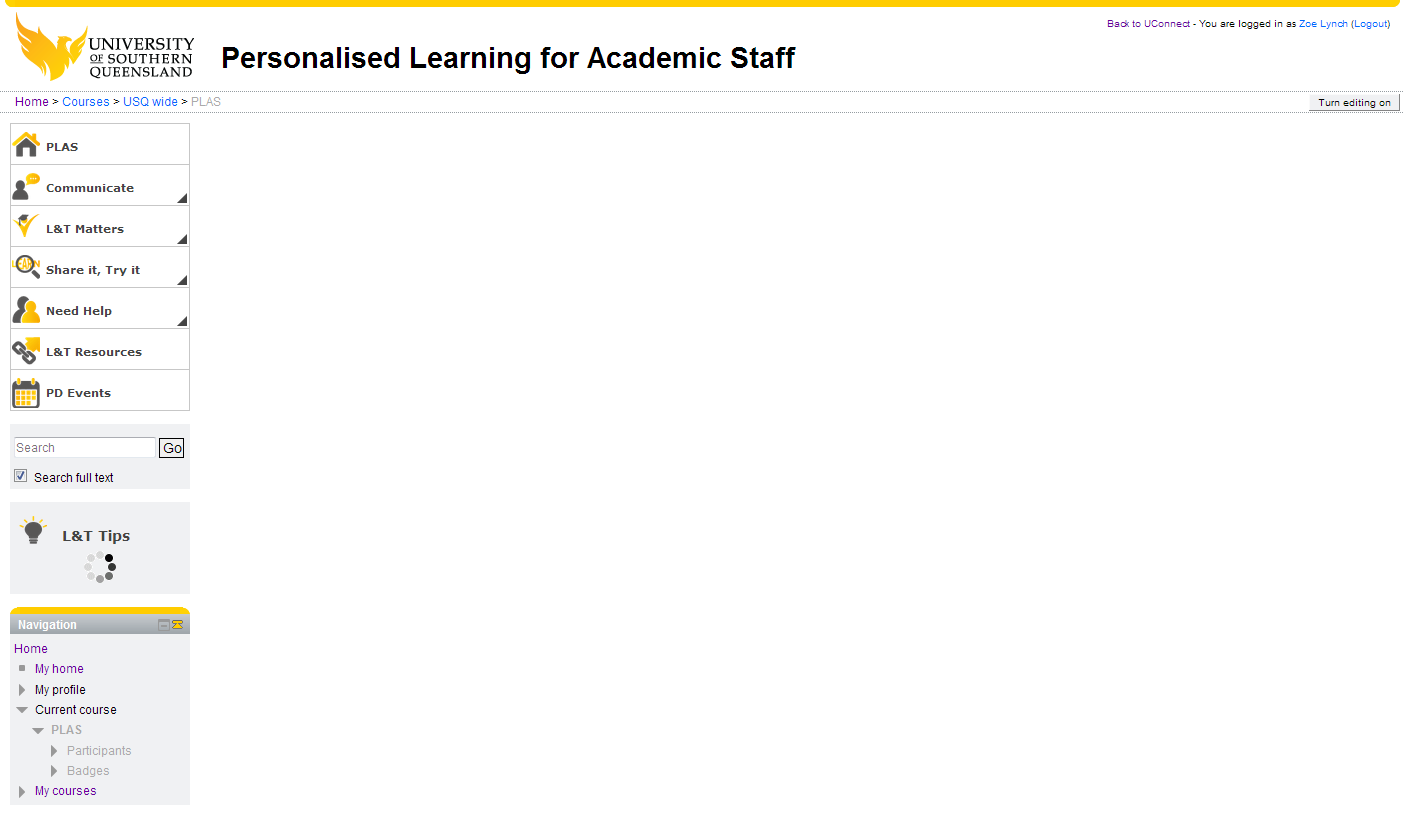 Back to UConnect - You are logged in as Zoe Lynch (Logout)
UNIVERSITY
OF SOUTHERN
QUEENSLAND
Personalised Learning for Academic Staff
Home > Courses > USQ wide > PLAS
Turn editing on
PLAS
Communicate
L&T Matters
LEARN
Share it, Try it
Need Help
L&T Resources
PD Events
Search
Go
Search full text
L&T Tips
Navigation
Home
My home
My profile
Current course
PLAS
Participants
Badges
My courses